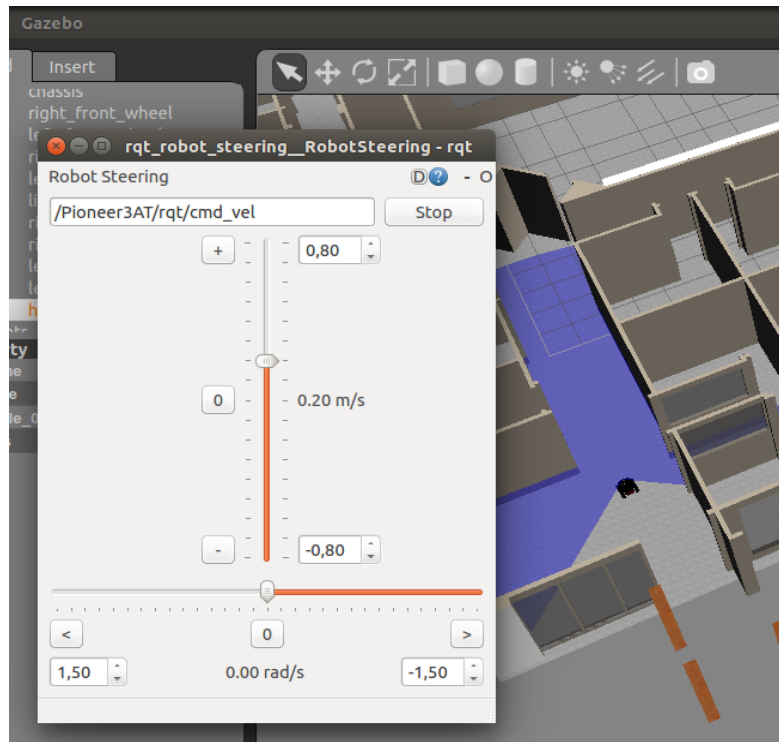 Gazebo
Insert
chassis
right_front_wheel
rqt_robot_steering__RobotSteering - rqt
Robot Steering
D ? - O
/Pioneer3AT/rqt/cmd_vel
Stop
+
0,80
0
0.20 m/s
-
-0,80
<
0
>
1,50
0.00 rad/s
-1,50